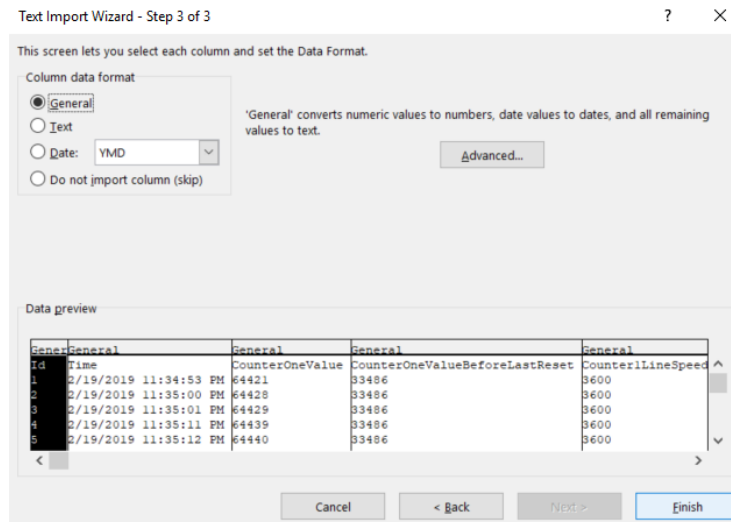 Text Import Wizard - Step 3 of 3
? ×
This screen lets you select each column and set the Data Format.
Column data format
General
Text
Date: YMD
Do not import column (skip)
'General' converts numeric values to numbers, date values to dates, and all remaining
values to text.
Advanced...
Data preview
Gener General General General General
Id Time CounterOneValue CounterOneValueBeforeLastReset Counter1LineSpeed
1 2/19/2019 11:34:53 PM 64421 33486 3600
2 2/19/2019 11:35:00 PM 64428 33486 3600
3 2/19/2019 11:35:01 PM 64429 33486 3600
4 2/19/2019 11:35:11 PM 64439 33486 3600
5 2/19/2019 11:35:12 PM 64440 33486 3600
Cancel < Back Next > Finish